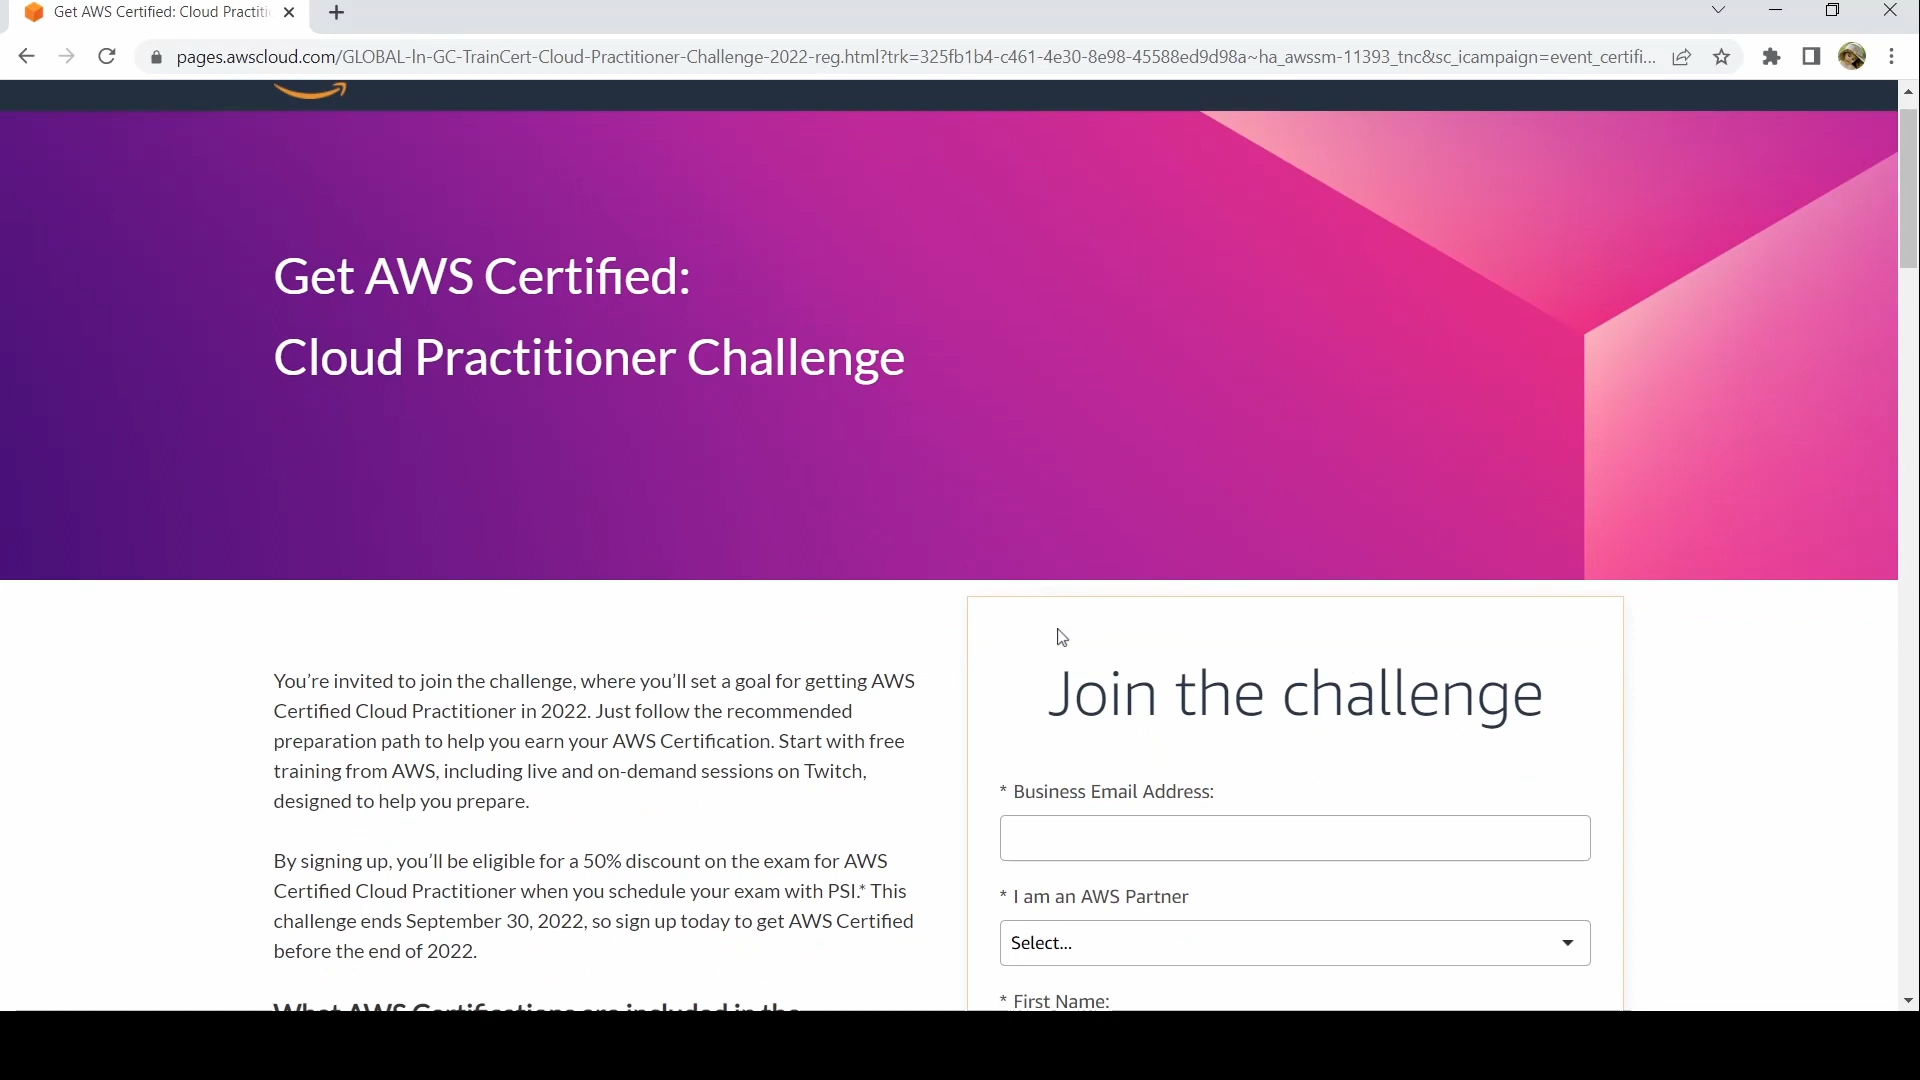 Get AWS Certified: Cloud Practiti
pages.awscloud.com/GLOBAL-ln-GC-TrainCert-Cloud-Practitioner-Challenge-2022-reg.html?trk=325fb1b4-c461-4e30-8e98-45588ed9d98a~ha_awssm-11393_tnc&sc_icampaign=event_certifi...
Get AWS Certified:
Cloud Practitioner Challenge
You’re invited to join the challenge, where you’ll set a goal for getting AWS
Certified Cloud Practitioner in 2022. Just follow the recommended
preparation path to help you earn your AWS Certification. Start with free
training from AWS, including live and on-demand sessions on Twitch,
designed to help you prepare.
By signing up, you’ll be eligible for a 50% discount on the exam for AWS
Certified Cloud Practitioner when you schedule your exam with PSI.* This
challenge ends September 30, 2022, so sign up today to get AWS Certified
before the end of 2022.
What AWS Certifications are included in the
Join the challenge
* Business Email Address:
* I am an AWS Partner
Select...
* First Name: